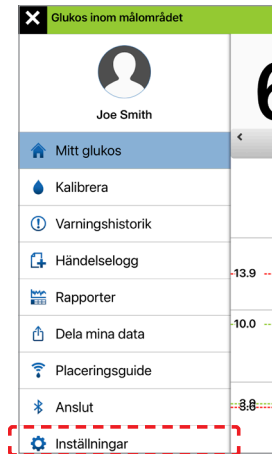 Glukos inom målområdet
Joe Smith
Mitt glukos
Kalibrera
Varningshistorik
Händelselogg
Rapporter
Dela mina data
Placeringsguide
Anslut
Inställningar
6
13.9
10.0